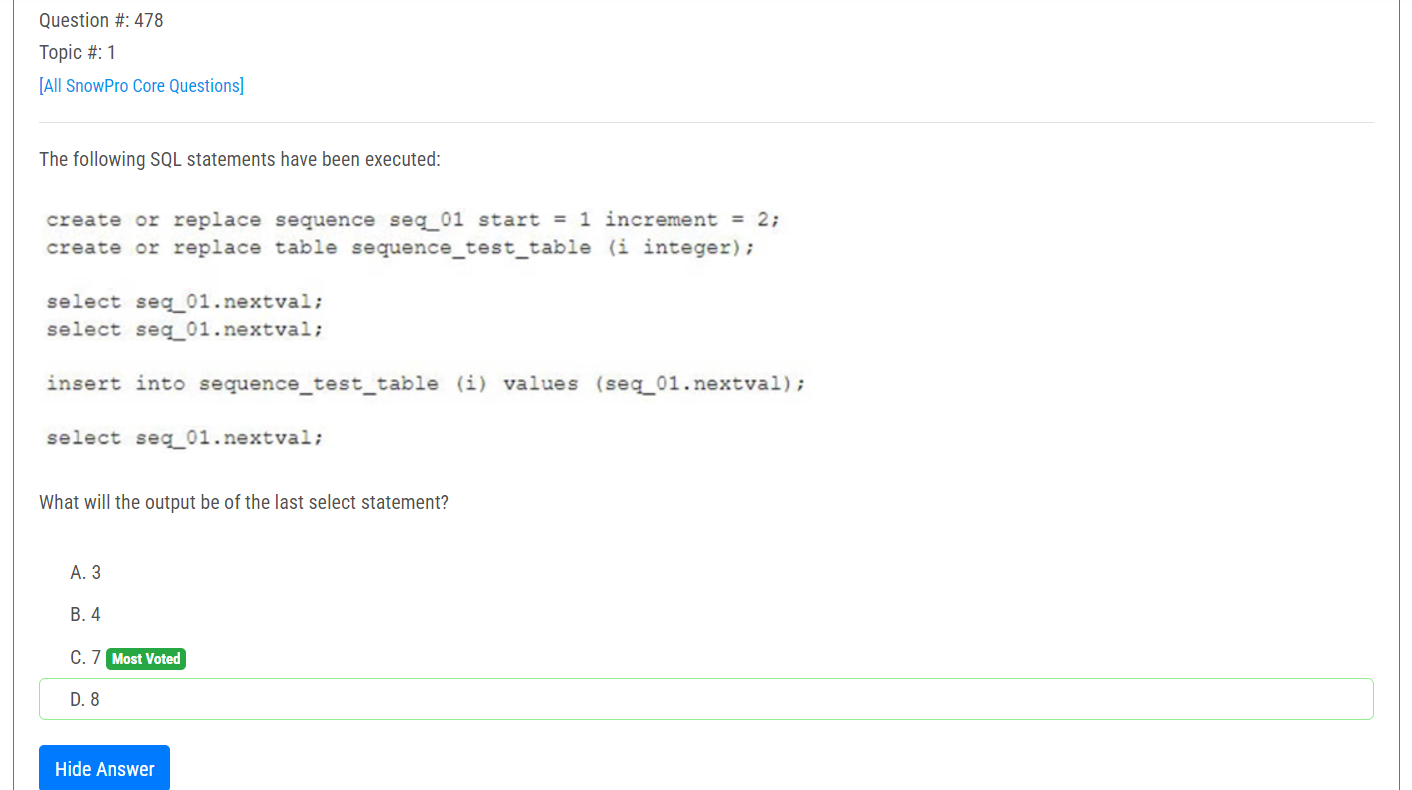 Question #: 478
Topic #: 1
[All SnowPro Core Questions]
The following SQL statements have been executed:
create or replace sequence seq_01 start = 1 increment = 2;
create or replace table sequence_test_table (i integer);
select seq_01.nextval;
select seq_01.nextval;
insert into sequence_test_table (i) values (seq_01.nextval);
select seq_01.nextval;
What will the output be of the last select statement?
A. 3
B. 4
C. 7 Most Voted
D. 8
Hide Answer